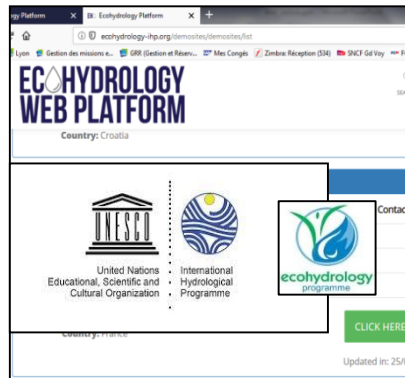 gy Platform X Ecohydrology Platform X +
ecohydrology-ihp.org/demosites/demosites/list
Lyon Gestion des missions e... GRR (Gestion et Réserv... Mes Congés Zimbra: Réception (534) SNCF Gd Voy
ECOHYDROLOGY
WEB PLATFORM
SEA
Country: Croatia
UNESCO
Contac
United Nations
Educational, Scientific and
Cultural Organization
International
Hydrological
Programme
ecohydrology
programme
CLICK HERE
Country: France
Updated in: 25/